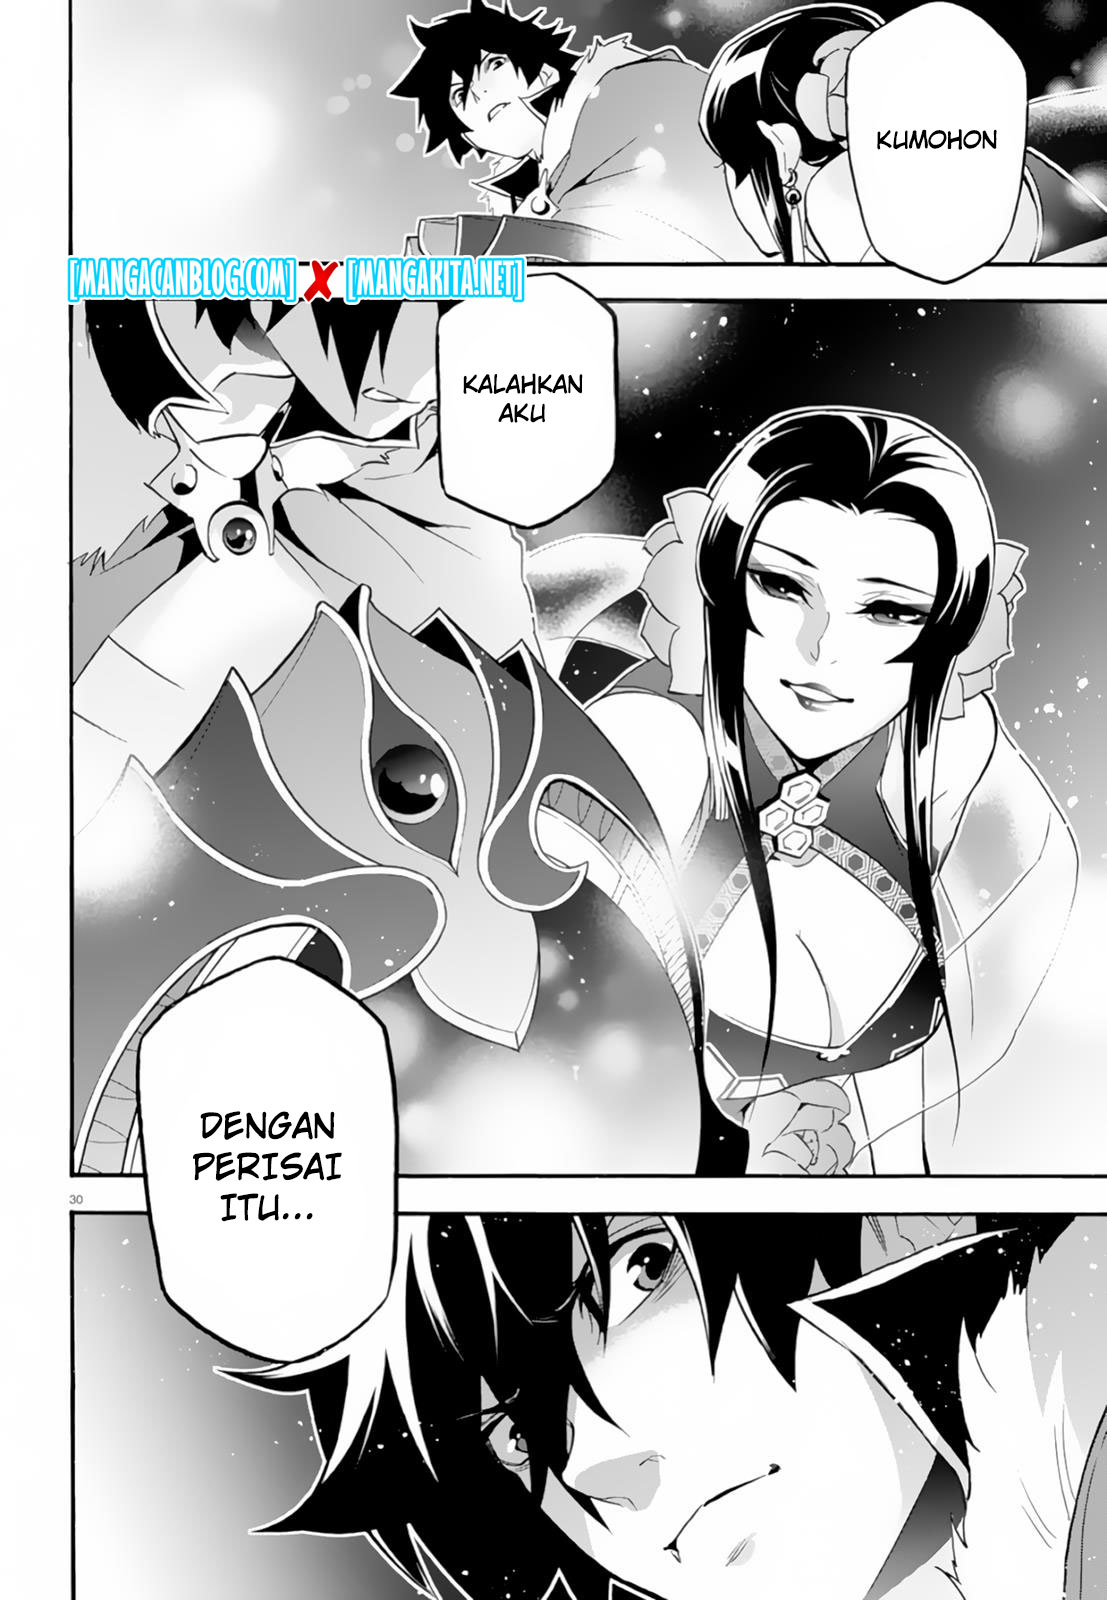 KUMOHON
[MANGACANBLOG.COM] X [MANGAKITA.NET]
KALAHKAN
AKU
DENGAN
PERISAI
ITU...
30